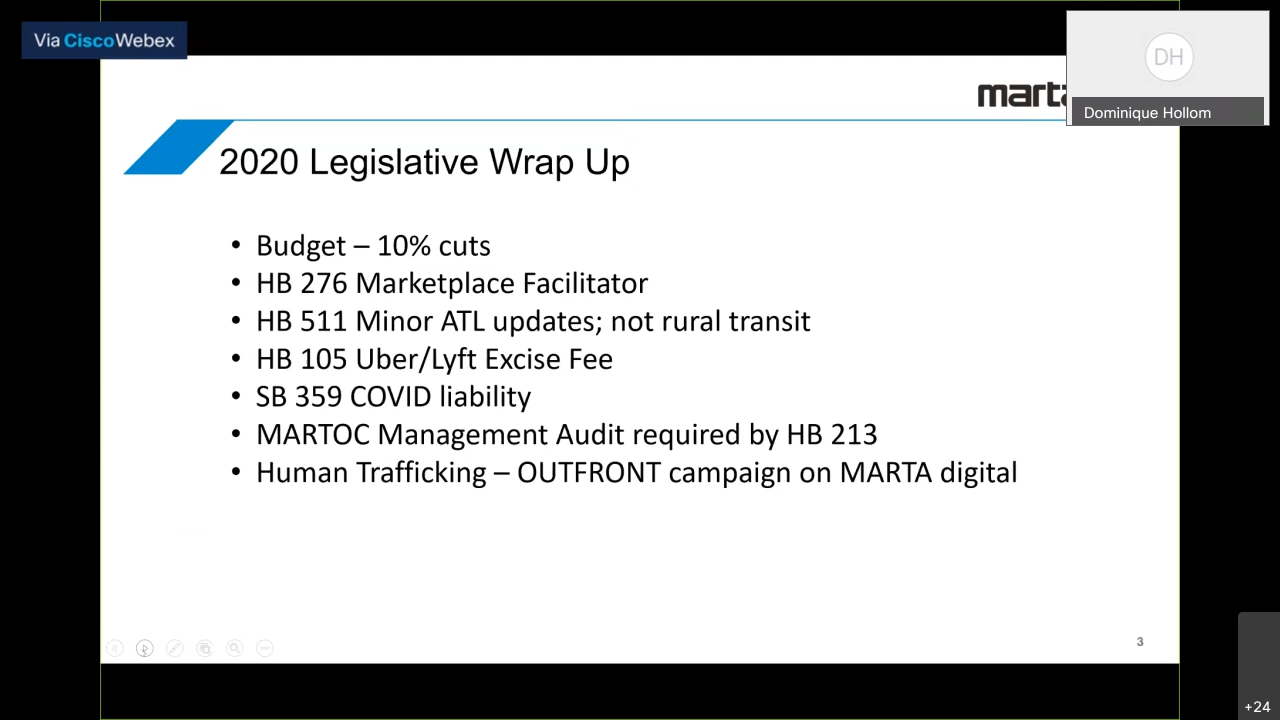 Via CiscoWebex
DH
Dominique Hollom
marta
2020 Legislative Wrap Up
• Budget – 10% cuts
• HB 276 Marketplace Facilitator
• HB 511 Minor ATL updates; not rural transit
• HB 105 Uber/Lyft Excise Fee
• SB 359 COVID liability
• MARTOC Management Audit required by HB 213
• Human Trafficking – OUTFRONT campaign on MARTA digital
3
+24